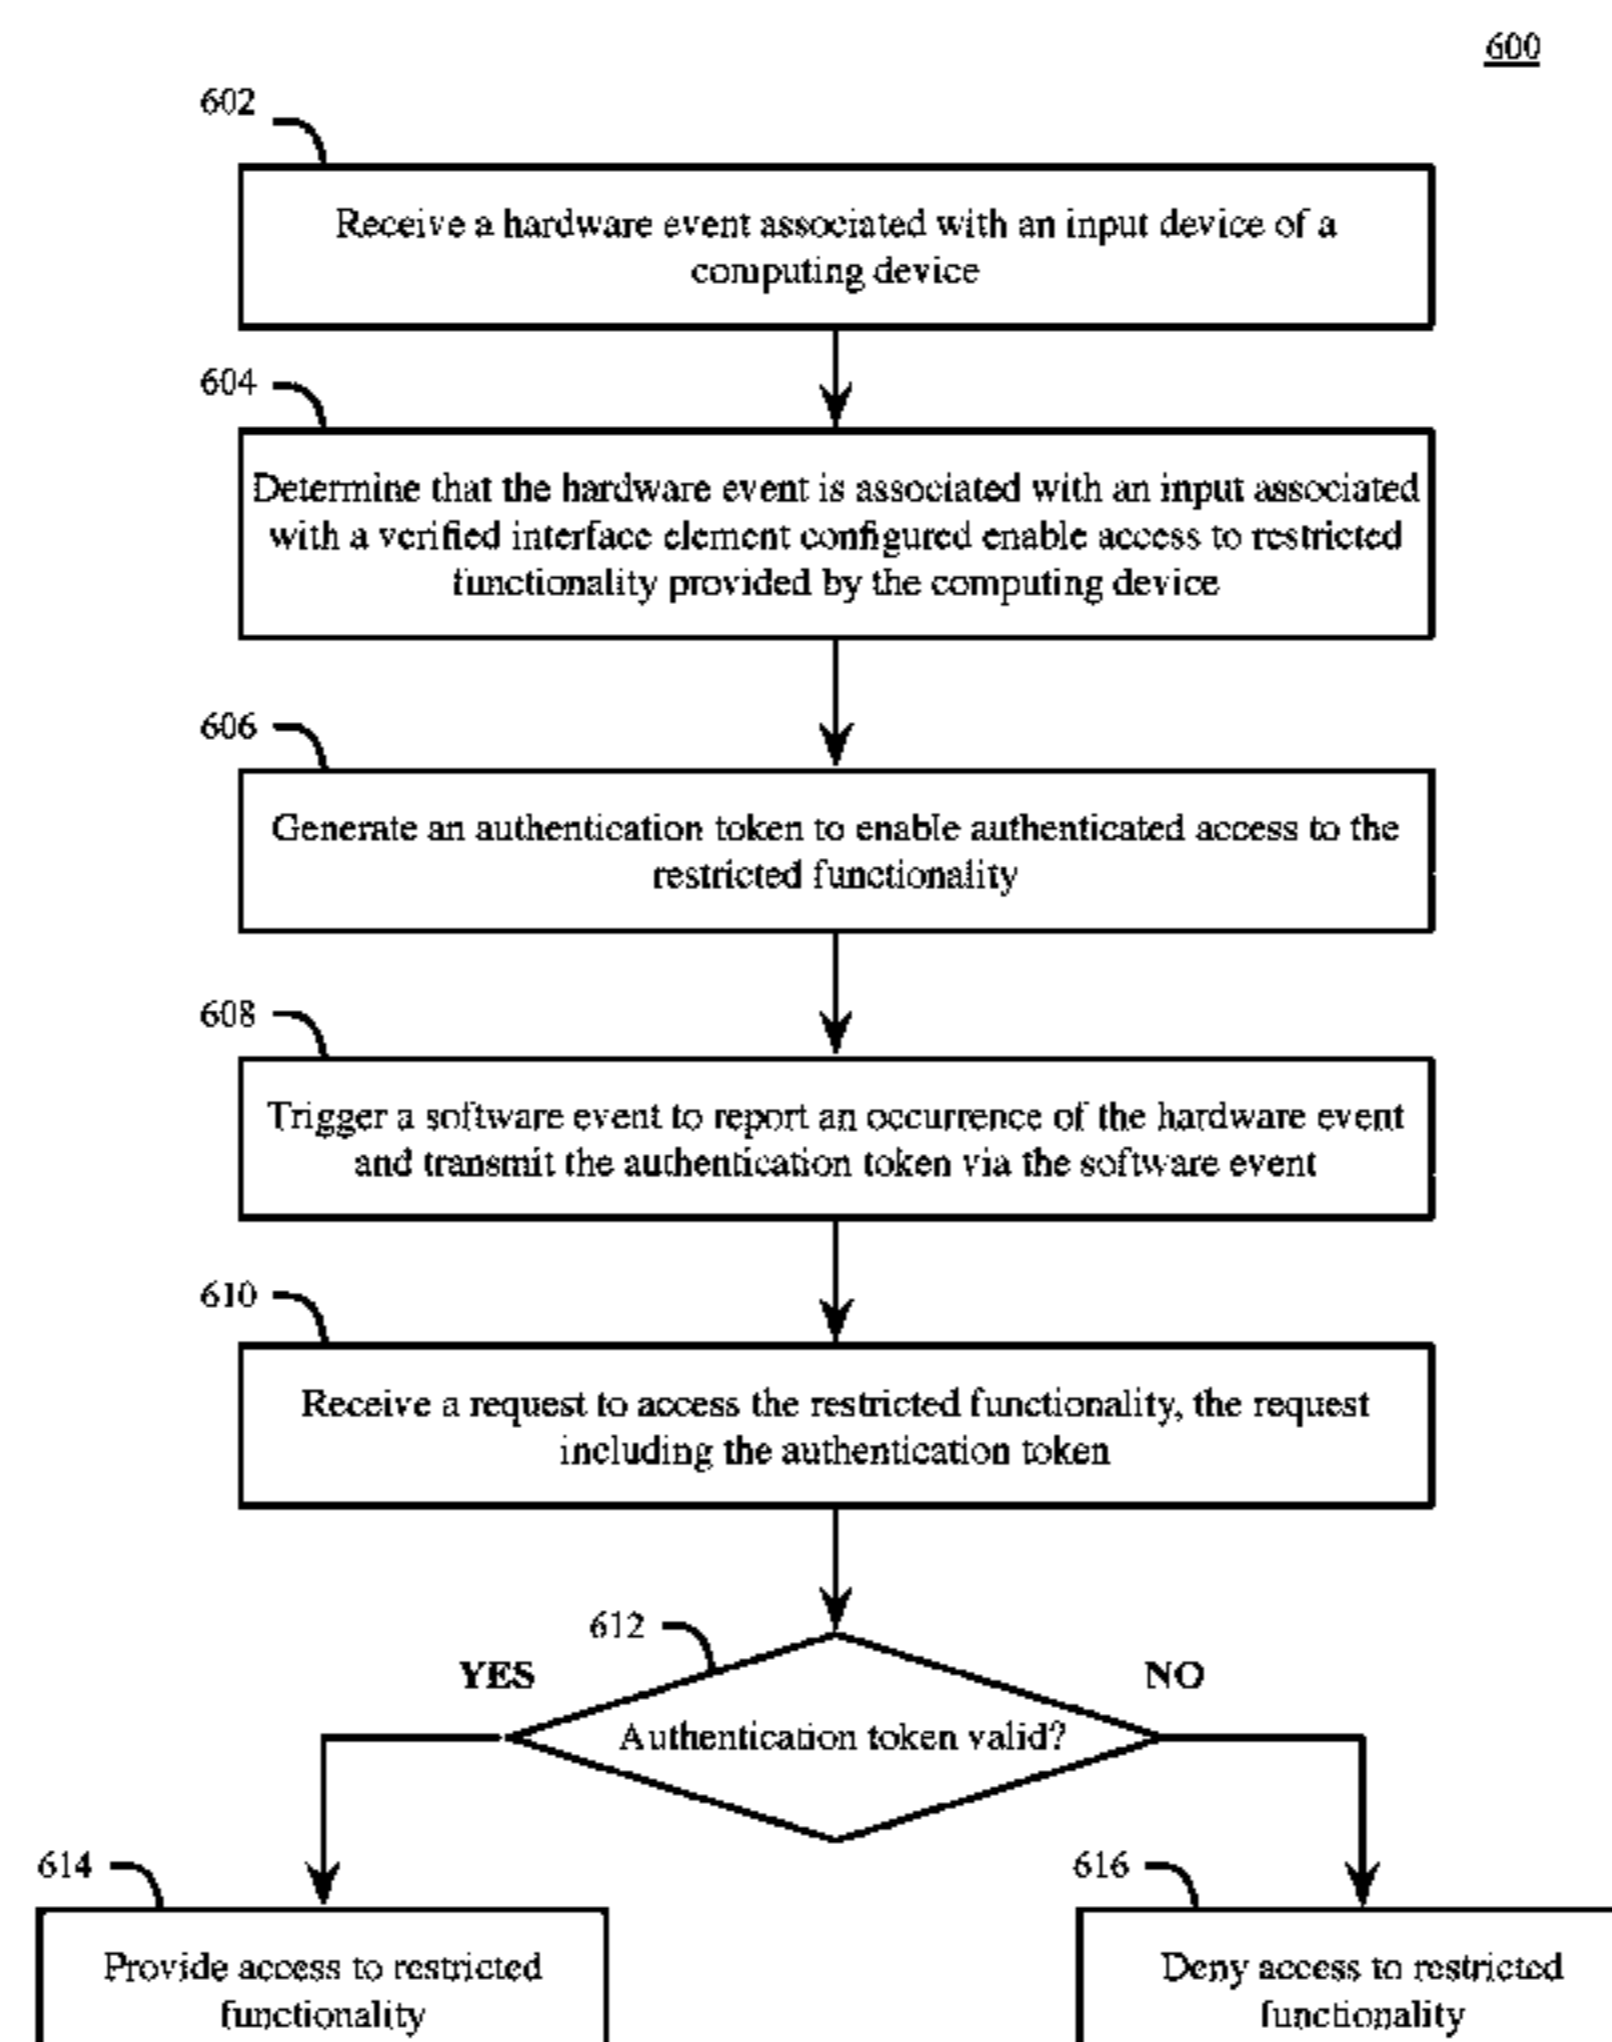 600
602
Receive a hardware event associated with an input device of a
computing device
604
Determine that the hardware event is associated with an input associated
with a verified interface element configured enable access to restricted
functionality provided by the computing device
606
Generate an authentication token to enable authenticated access to the
restricted functionality
608
Trigger a software event to report an occurrence of the hardware event
and transmit the authentication token via the software event
610
Receive a request to access the restricted functionality, the request
including the authentication token
612
YES
NO
Authentication token valid?
614
616
Provide access to restricted
functionality
Deny access to restricted
functionality